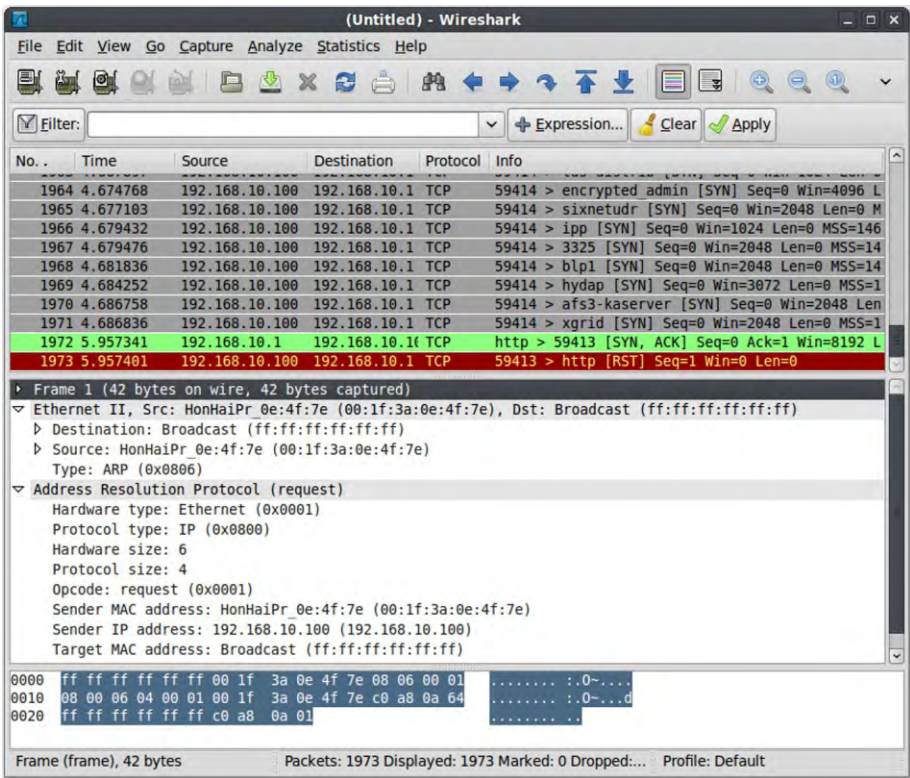 (Untitled) - Wireshark
File Edit View Go Capture Analyze Statistics Help
Filter: Expression... Clear Apply
No. . Time Source Destination Protocol Info
1964 4.674768 192.168.10.100 192.168.10.1 TCP 59414 > encrypted_admin [SYN] Seq=0 Win=4096 L
1965 4.677103 192.168.10.100 192.168.10.1 TCP 59414 > sixnetudr [SYN] Seq=0 Win=2048 Len=0 M
1966 4.679432 192.168.10.100 192.168.10.1 TCP 59414 > ipp [SYN] Seq=0 Win=1024 Len=0 MSS=146
1967 4.679476 192.168.10.100 192.168.10.1 TCP 59414 > 3325 [SYN] Seq=0 Win=2048 Len=0 MSS=14
1968 4.681836 192.168.10.100 192.168.10.1 TCP 59414 > blp1 [SYN] Seq=0 Win=2048 Len=0 MSS=14
1969 4.684252 192.168.10.100 192.168.10.1 TCP 59414 > hydap [SYN] Seq=0 Win=3072 Len=0 MSS=1
1970 4.686758 192.168.10.100 192.168.10.1 TCP 59414 > afs3-kaserver [SYN] Seq=0 Win=2048 Len
1971 4.686836 192.168.10.100 192.168.10.1 TCP 59414 > xgrid [SYN] Seq=0 Win=2048 Len=0 MSS=1
1972 5.957341 192.168.10.1 192.168.10.1( TCP http > 59413 [SYN, ACK] Seq=0 Ack=1 Win=8192 L
1973 5.957401 192.168.10.100 192.168.10.1 TCP 59413 > http [RST] Seq=1 Win=0 Len=0
Frame 1 (42 bytes on wire, 42 bytes captured)
Ethernet II, Src: HonHaiPr_0e:4f:7e (00:1f:3a:0e:4f:7e), Dst: Broadcast (ff:ff:ff:ff:ff:ff)
Destination: Broadcast (ff:ff:ff:ff:ff:ff)
Source: HonHaiPr_0e:4f:7e (00:1f:3a:0e:4f:7e)
Type: ARP (0x0806)
Address Resolution Protocol (request)
Hardware type: Ethernet (0x0001)
Protocol type: IP (0x0800)
Hardware size: 6
Protocol size: 4
Opcode: request (0x0001)
Sender MAC address: HonHaiPr_0e:4f:7e (00:1f:3a:0e:4f:7e)
Sender IP address: 192.168.10.100 (192.168.10.100)
Target MAC address: Broadcast (ff:ff:ff:ff:ff:ff)
0000 ff ff ff ff ff ff 00 1f 3a 0e 4f 7e 08 06 00 01 ........ :.O~....
0010 08 00 06 04 00 01 00 1f 3a 0e 4f 7e c0 a8 0a 64 ........ :.O~...d
0020 ff ff ff ff ff ff c0 a8 0a 01 ........ ..
Frame (frame), 42 bytes Packets: 1973 Displayed: 1973 Marked: 0 Dropped:... Profile: Default